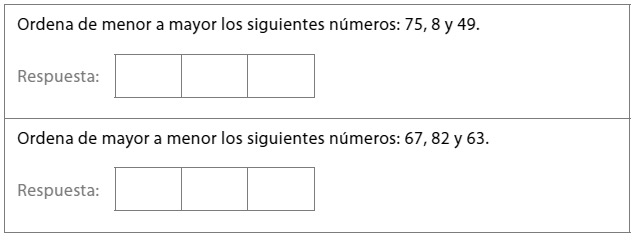 Ordena de menor a mayor los siguientes números: 75, 8 y 49.
Respuesta:
Ordena de mayor a menor los siguientes números: 67, 82 y 63.
Respuesta: